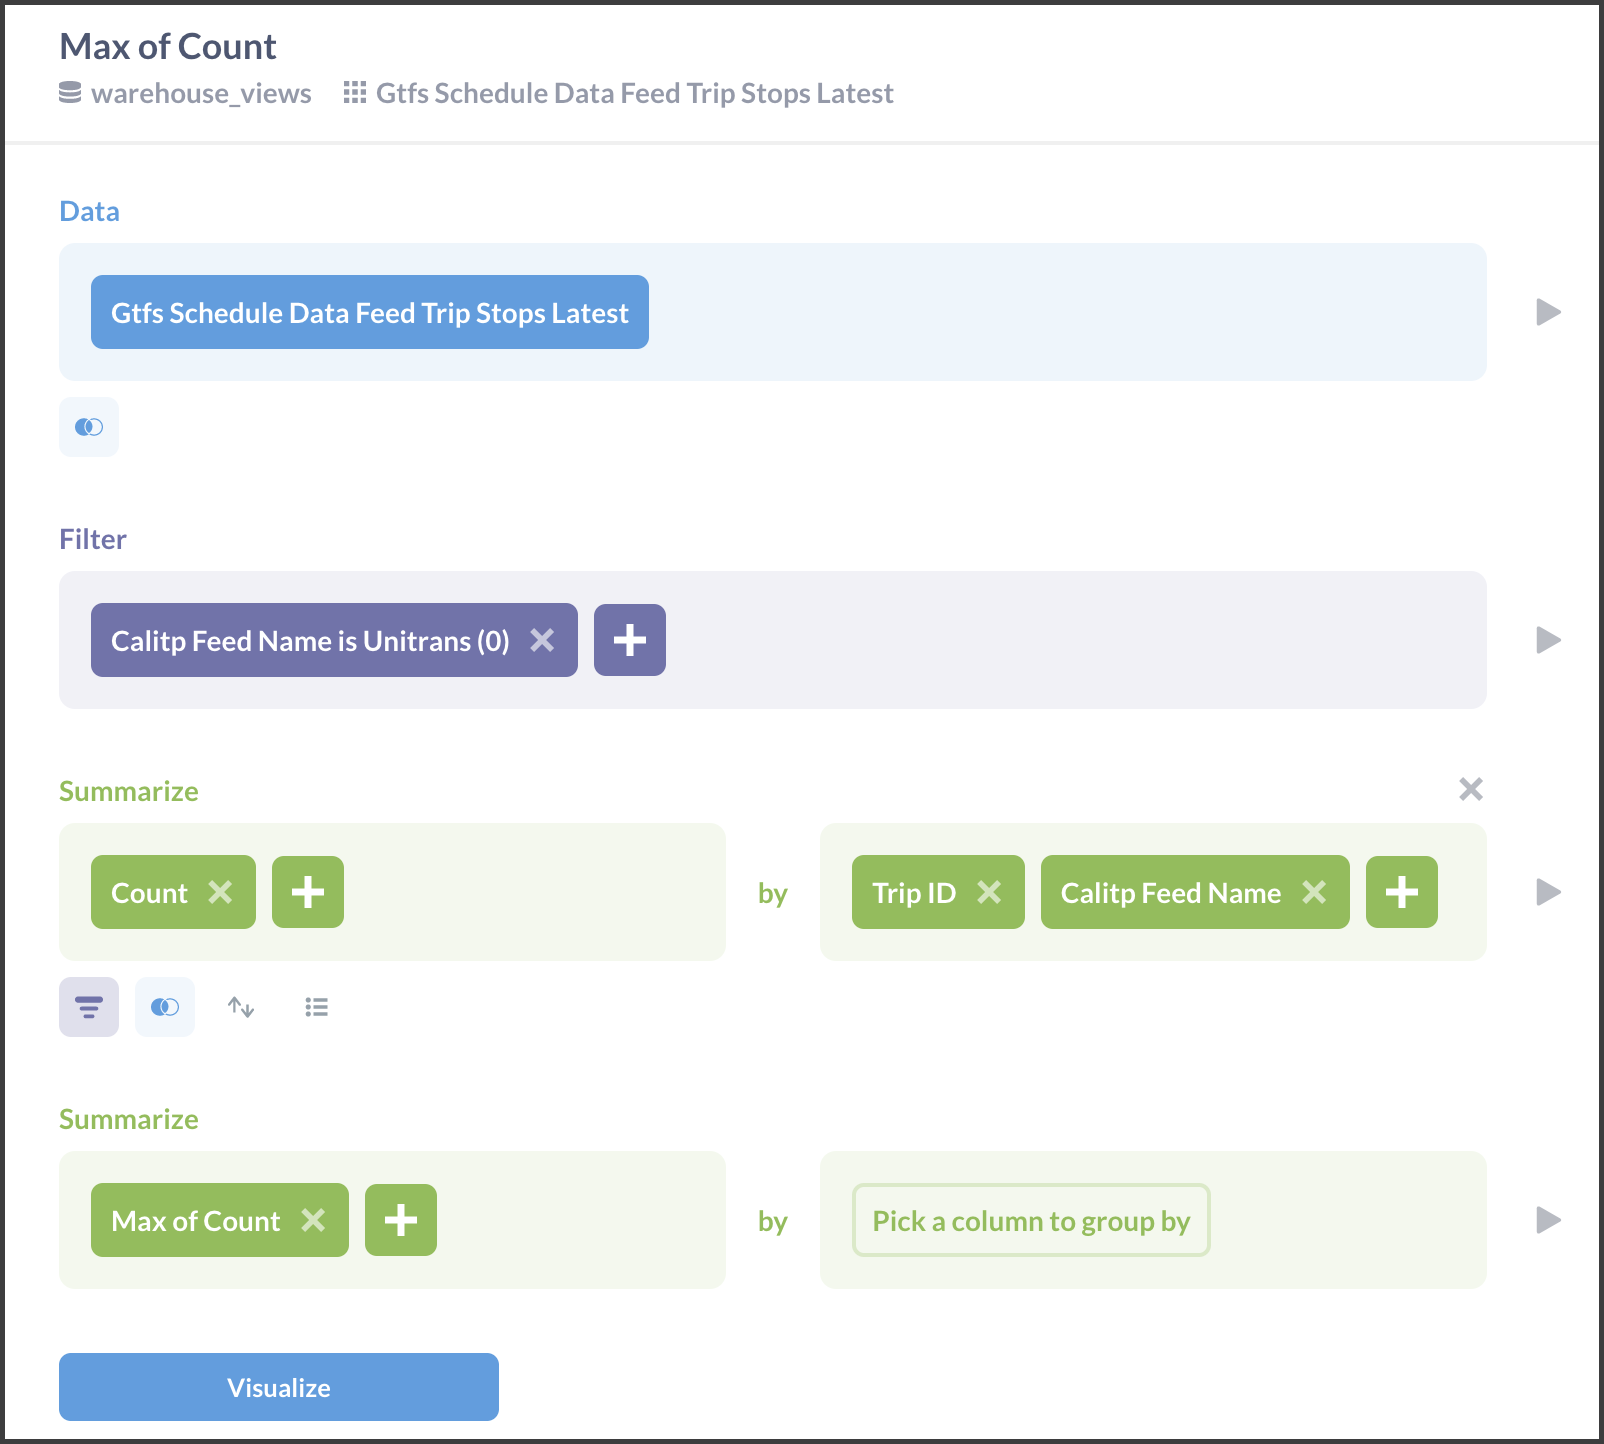 Max of Count
warehouse_views Gtfs Schedule Data Feed Trip Stops Latest
Data
Gtfs Schedule Data Feed Trip Stops Latest
Filter
Calitp Feed Name is Unitrans (0)
Summarize
Count by Trip ID Calitp Feed Name
Summarize
Max of Count by Pick a column to group by
Visualize